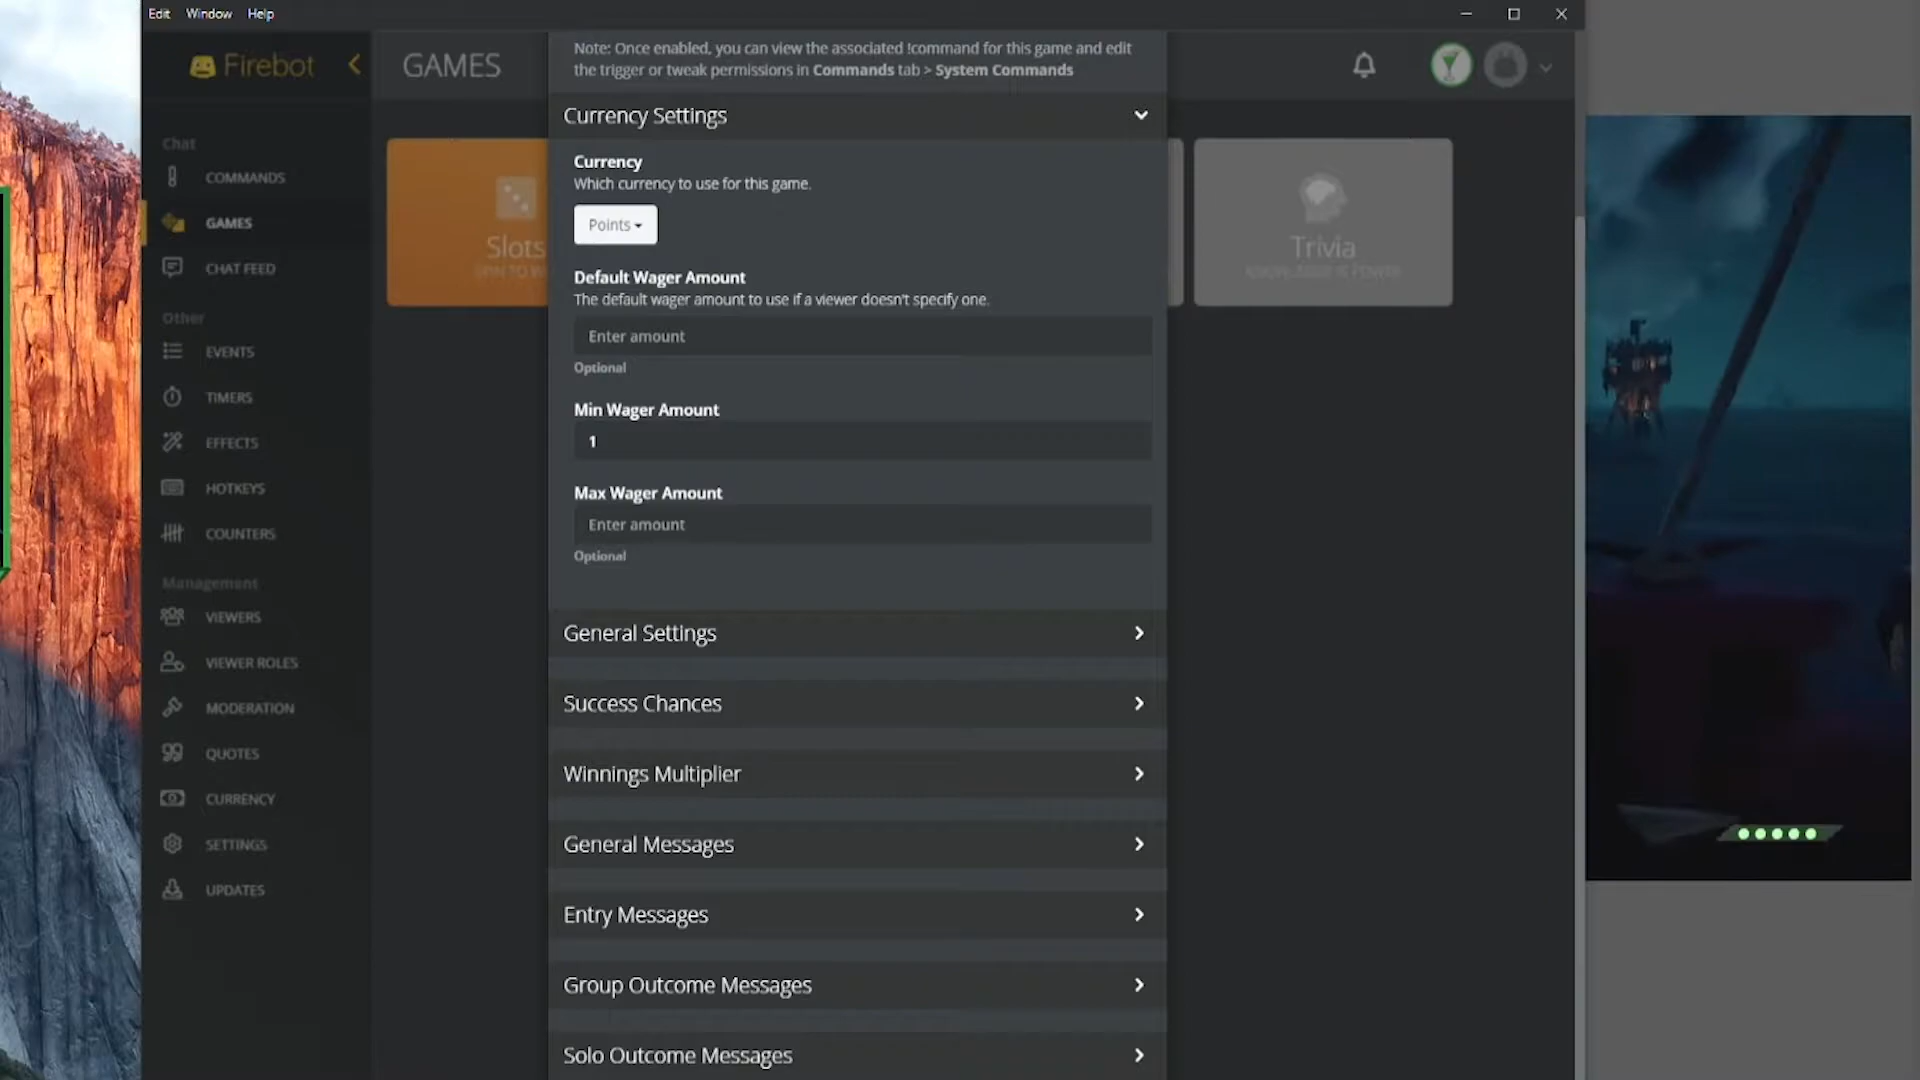 Edit Window Help
Firebot
GAMES
Note: Once enabled, you can view the associated !command for this game and edit
the trigger or tweak permissions in Commands tab > System Commands
Currency Settings
Chat
COMMANDS
GAMES
CHAT FEED
Other
EVENTS
TIMERS
EFFECTS
HOTKEYS
COUNTERS
Management
VIEWERS
VIEWER ROLES
MODERATION
QUOTES
CURRENCY
SETTINGS
UPDATES
Slots
Trivia
Currency
Which currency to use for this game.
Points
Default Wager Amount
The default wager amount to use if a viewer doesn't specify one.
Enter amount
Optional
Min Wager Amount
1
Max Wager Amount
Enter amount
Optional
General Settings
Success Chances
Winnings Multiplier
General Messages
Entry Messages
Group Outcome Messages
Solo Outcome Messages